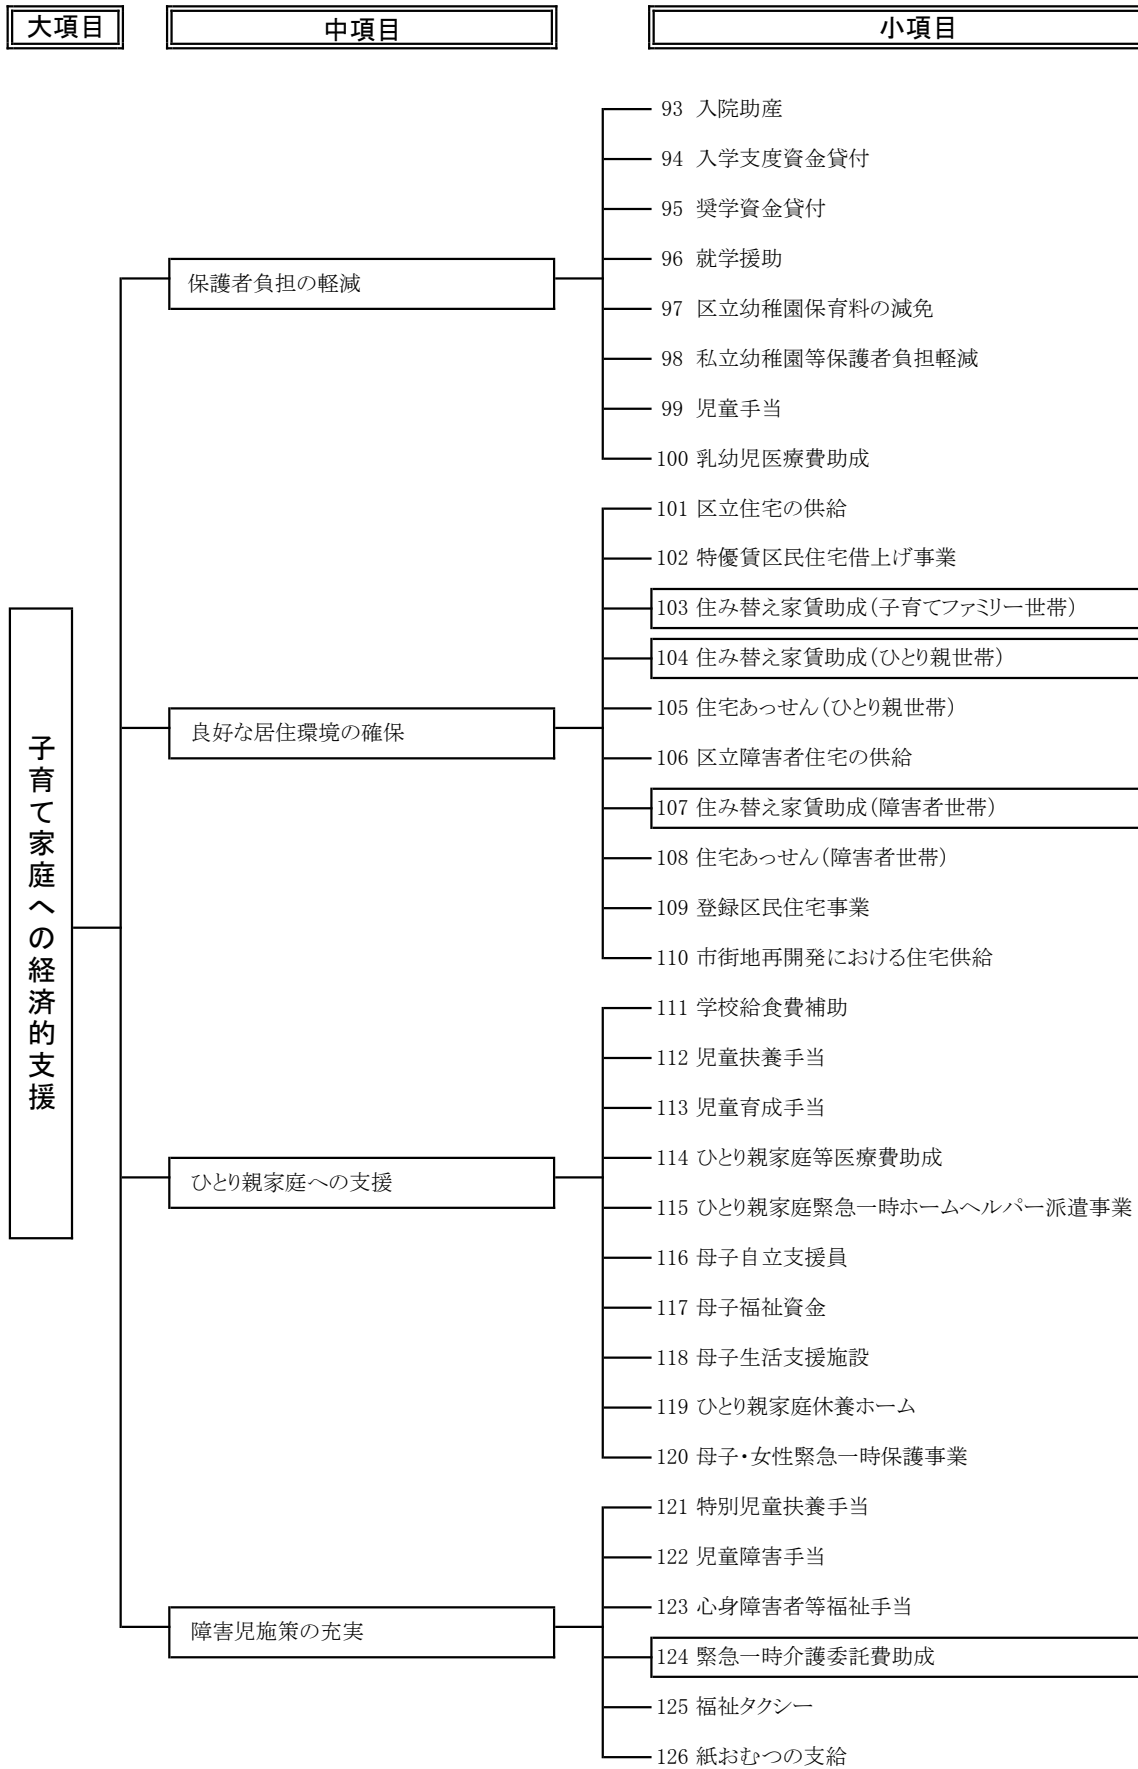 大項目
中項目
小項目
子育て家庭への経済的支援
保護者負担の軽減
93 入院助産
94 入学支度資金貸付
95 奨学資金貸付
96 就学援助
97 区立幼稚園保育料の減免
98 私立幼稚園等保護者負担軽減
99 児童手当
100 乳幼児医療費助成
良好な居住環境の確保
101 区立住宅の供給
102 特優賃区民住宅借上げ事業
103 住み替え家賃助成(子育てファミリー世帯)
104 住み替え家賃助成(ひとり親世帯)
105 住宅あっせん(ひとり親世帯)
106 区立障害者住宅の供給
107 住み替え家賃助成(障害者世帯)
108 住宅あっせん(障害者世帯)
109 登録区民住宅事業
110 市街地再開発における住宅供給
ひとり親家庭への支援
111 学校給食費補助
112 児童扶養手当
113 児童育成手当
114 ひとり親家庭等医療費助成
115 ひとり親家庭緊急一時ホームヘルパー派遣事業
116 母子自立支援員
117 母子福祉資金
118 母子生活支援施設
119 ひとり親家庭休養ホーム
120 母子・女性緊急一時保護事業
障害児施策の充実
121 特別児童扶養手当
122 児童障害手当
123 心身障害者等福祉手当
124 緊急一時介護委託費助成
125 福祉タクシー
126 紙おむつの支給